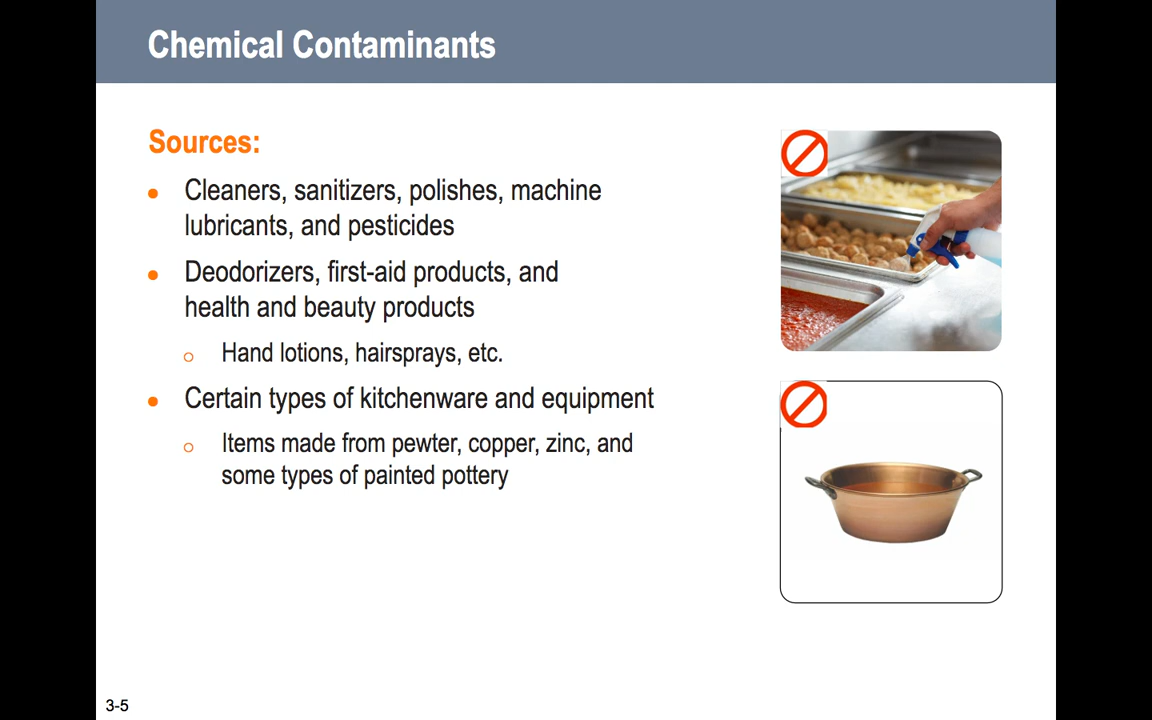 Chemical Contaminants
Sources:
Cleaners, sanitizers, polishes, machine
lubricants, and pesticides
Deodorizers, first-aid products, and
health and beauty products
Hand lotions, hairsprays, etc.
Certain types of kitchenware and equipment
Items made from pewter, copper, zinc, and
some types of painted pottery
3-5